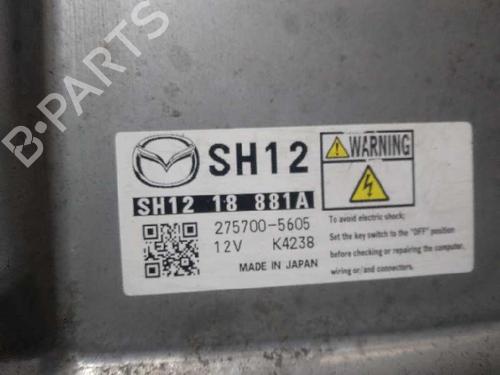 B-PARTS
SH12
SH12 18 881A
275700-5605
12V K4238
MADE IN JAPAN
WARNING
To avoid electric shock;
Set the key switch to the "OFF" position
before checking or repairing the computer,
wiring or/and connectors.